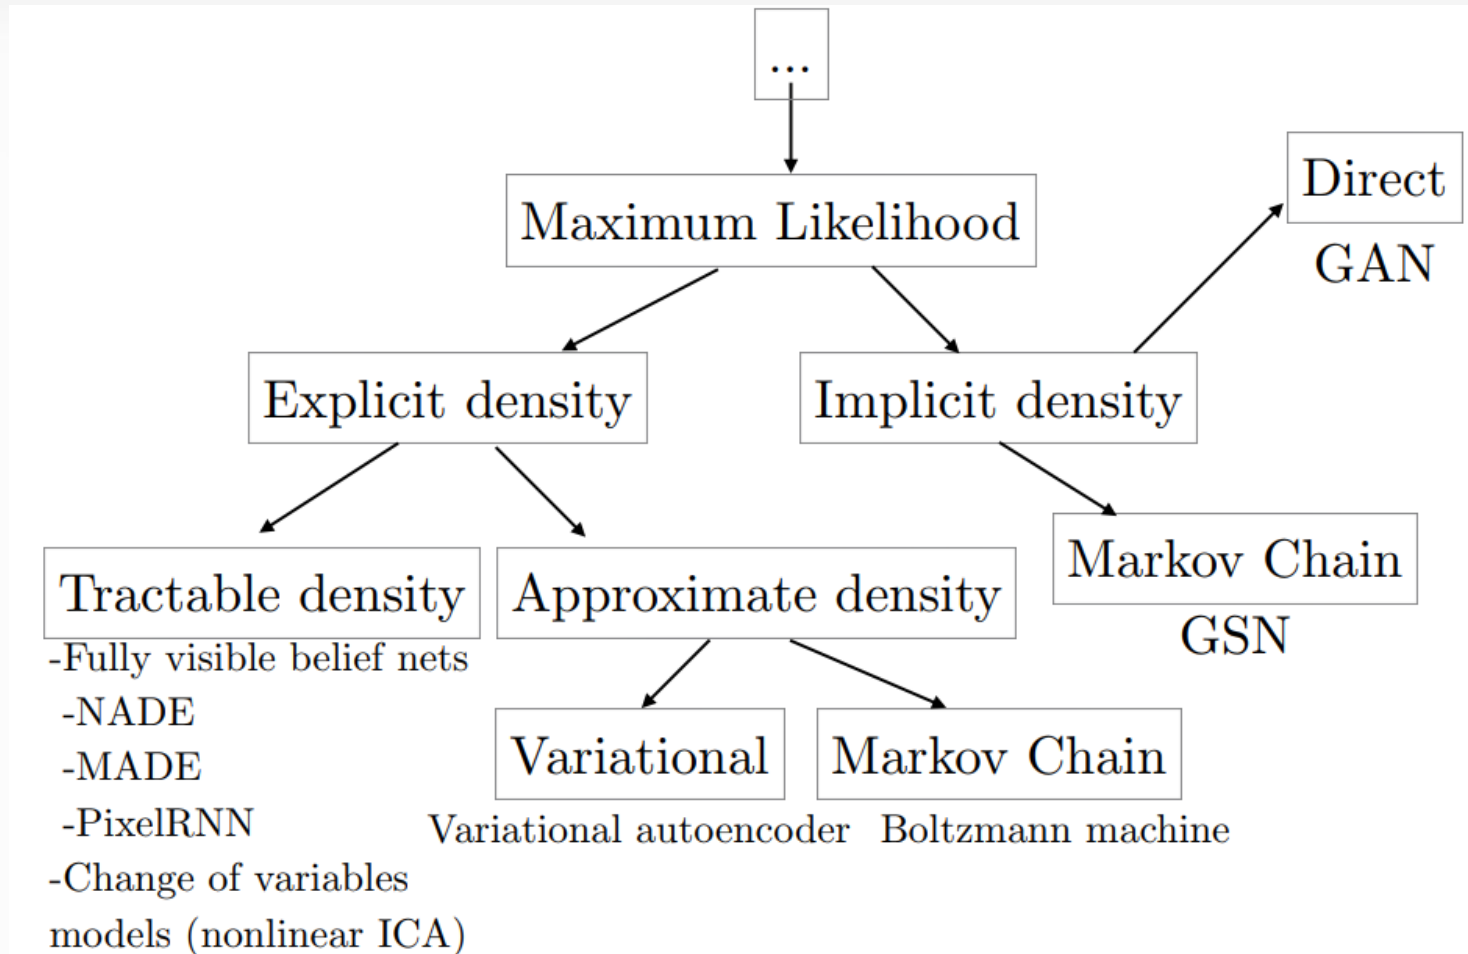 ...
Maximum Likelihood
Direct
GAN
Explicit density
Implicit density
Tractable density
-Fully visible belief nets
-NADE
-MADE
-PixelRNN
-Change of variables
models (nonlinear ICA)
Approximate density
Variational
Variational autoencoder
Markov Chain
Boltzmann machine
Markov Chain
GSN